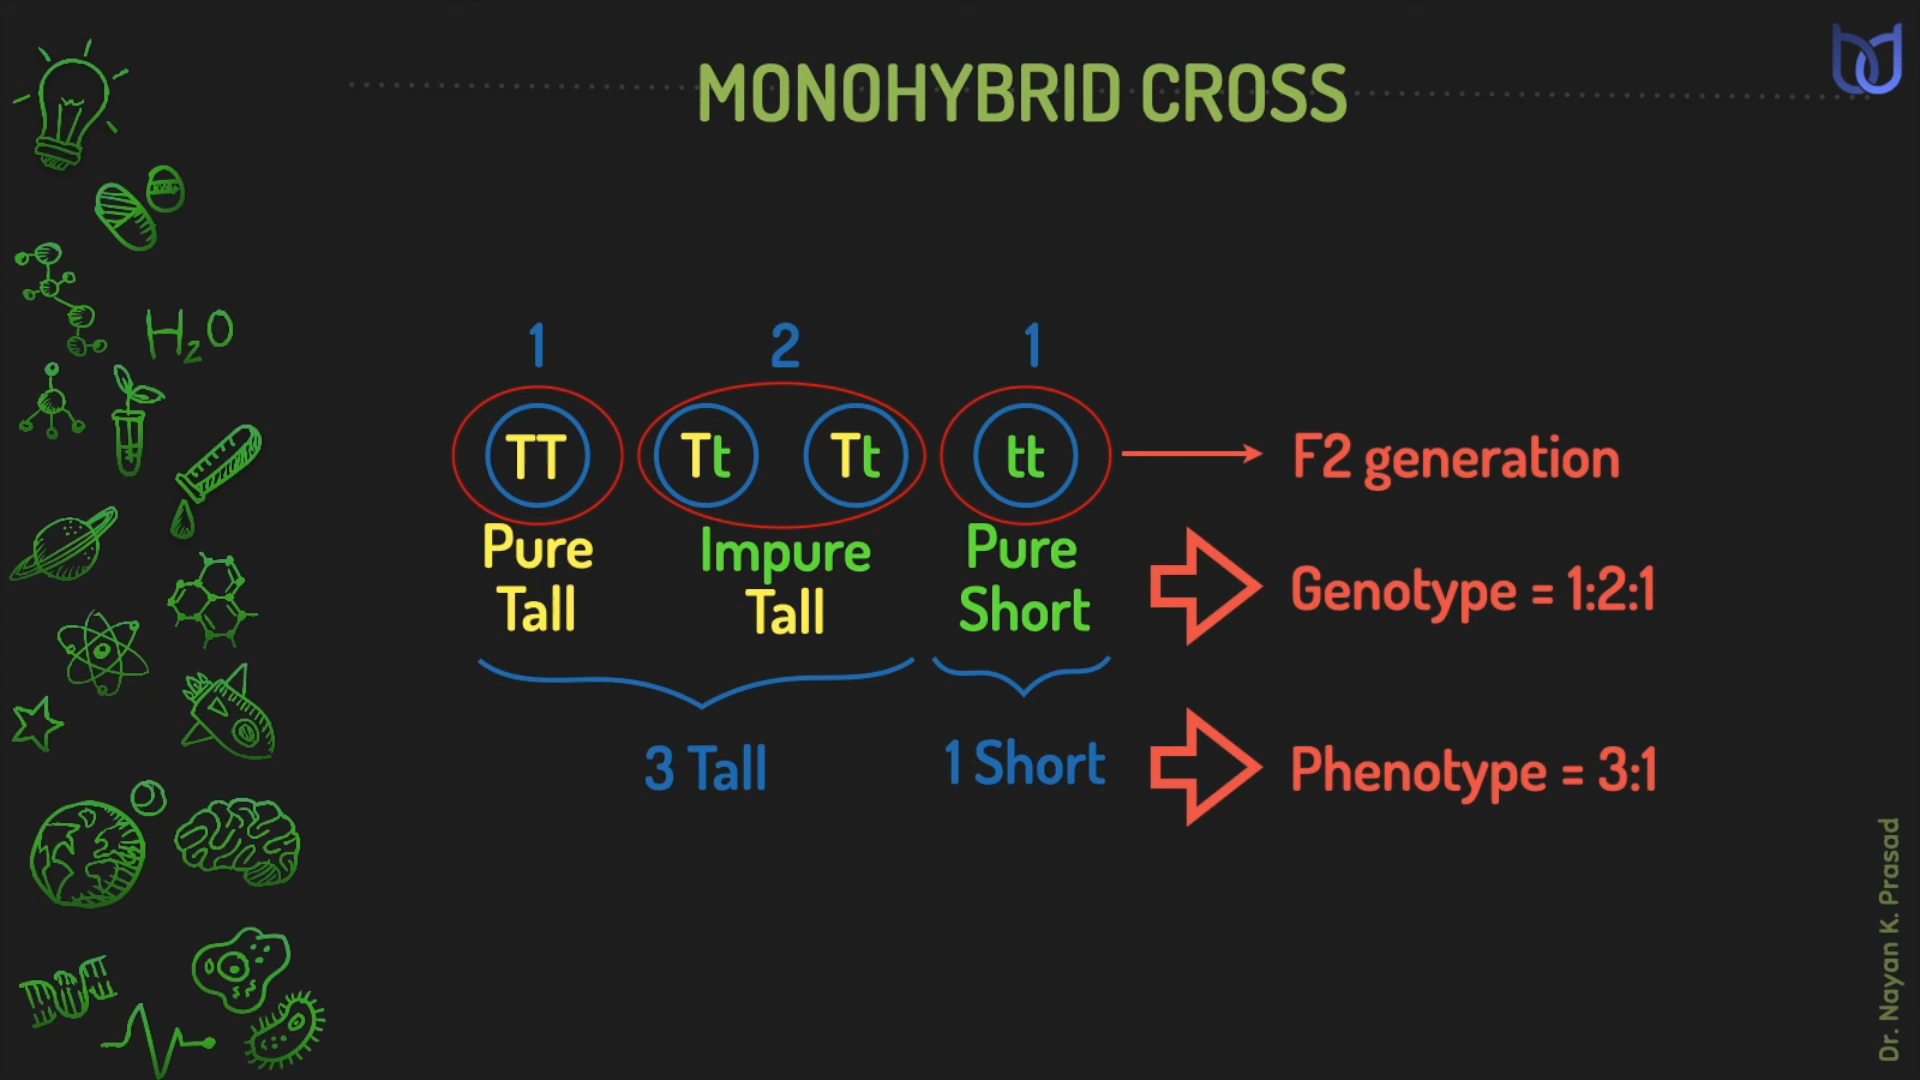 MONOHYBRID CROSS
H2O
1 2 1
TT Tt Tt tt F2 generation
Pure Tall
Impure Tall
Pure Short
Genotype = 1:2:1
3 Tall
1 Short
Phenotype = 3:1
Dr. Nayan K. Prasad